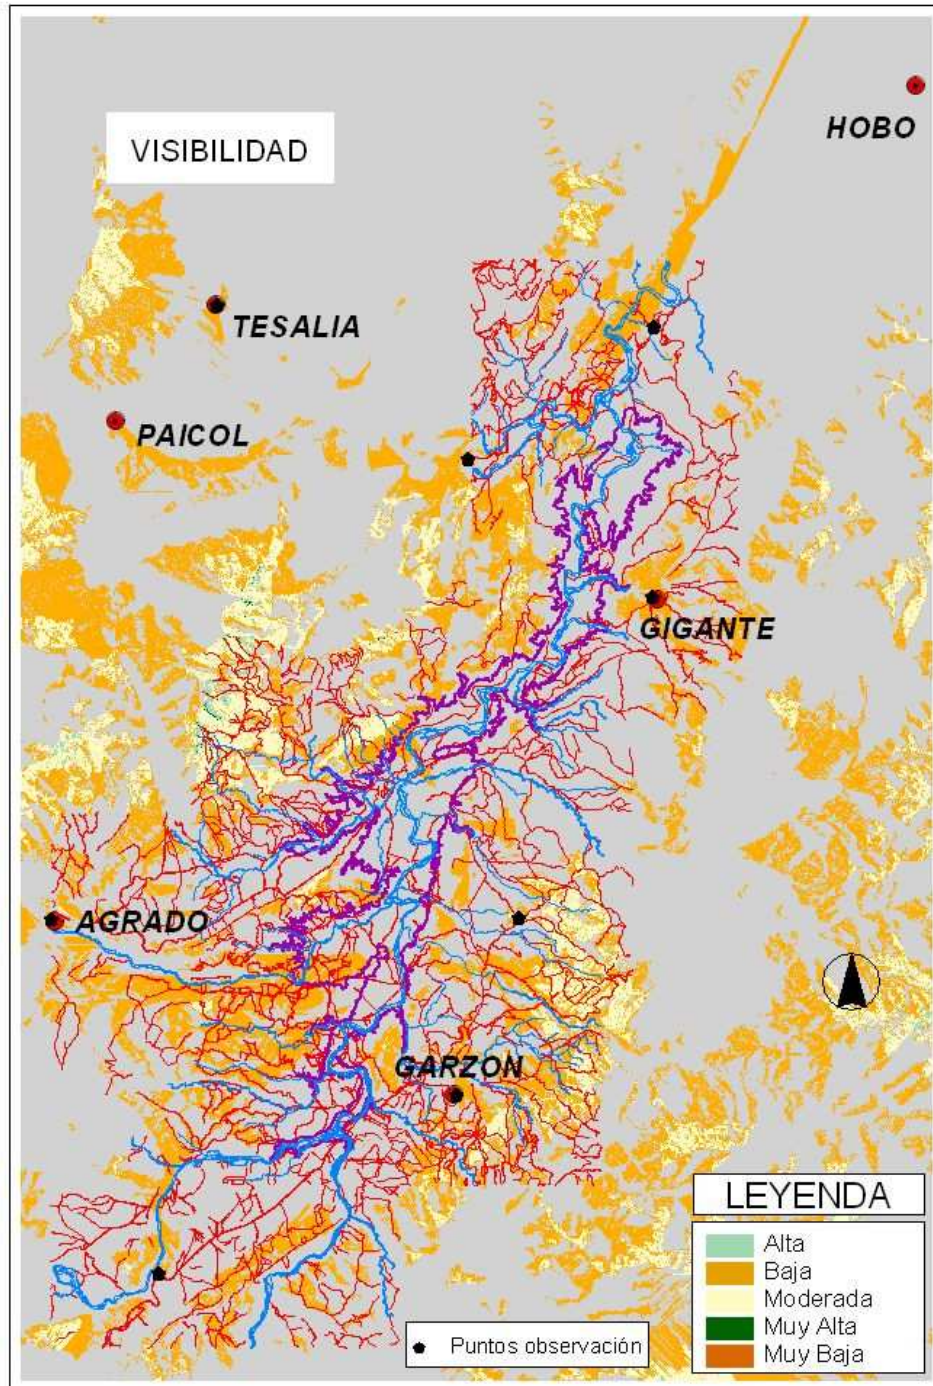 HOBO
VISIBILIDAD
TESALIA
PAICOL
GIGANTE
AGRADO
GARZON
LEYENDA
Alta
Baja
Moderada
Muy Alta
Muy Baja
Puntos observación